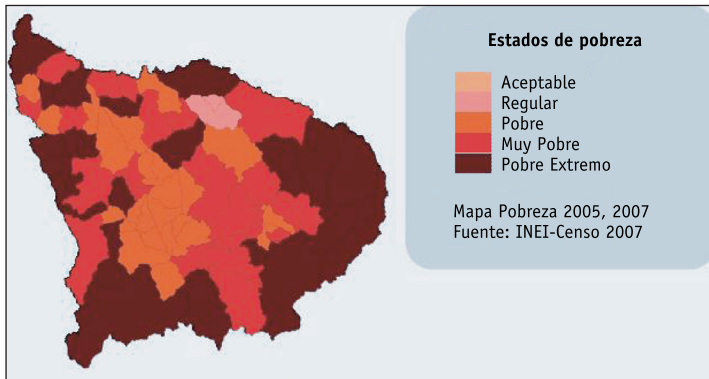 Estados de pobreza
Aceptable
Regular
Pobre
Muy Pobre
Pobre Extremo
Mapa Pobreza 2005, 2007
Fuente: INEI-Censo 2007